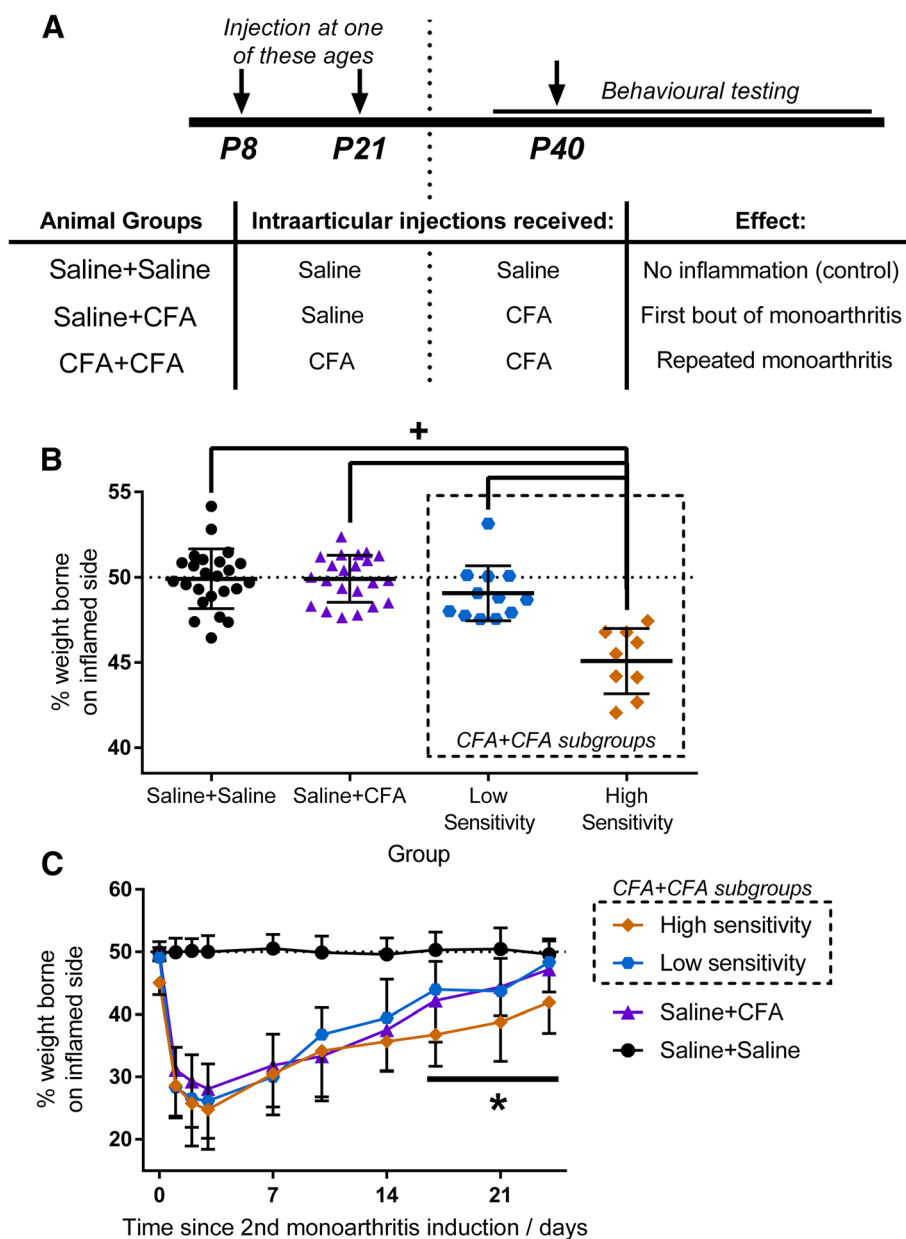 A
Injection at one
of these ages
Behavioural testing
P8 P21 P40
Animal Groups Intraarticular injections received: Effect:
Saline+Saline Saline Saline No inflammation (control)
Saline+CFA Saline CFA First bout of monoarthritis
CFA+CFA CFA CFA Repeated monoarthritis
B
+
% weight borne
on inflamed side
55
50
45
40
CFA+CFA subgroups
Saline+Saline Saline+CFA Low
Sensitivity High
Sensitivity
Group
C
% weight borne
on inflamed side
60
50
40
30
20
*
0 7 14 21
Time since 2nd monoarthritis induction / days
CFA+CFA subgroups
High sensitivity
Low sensitivity
Saline+CFA
Saline+Saline